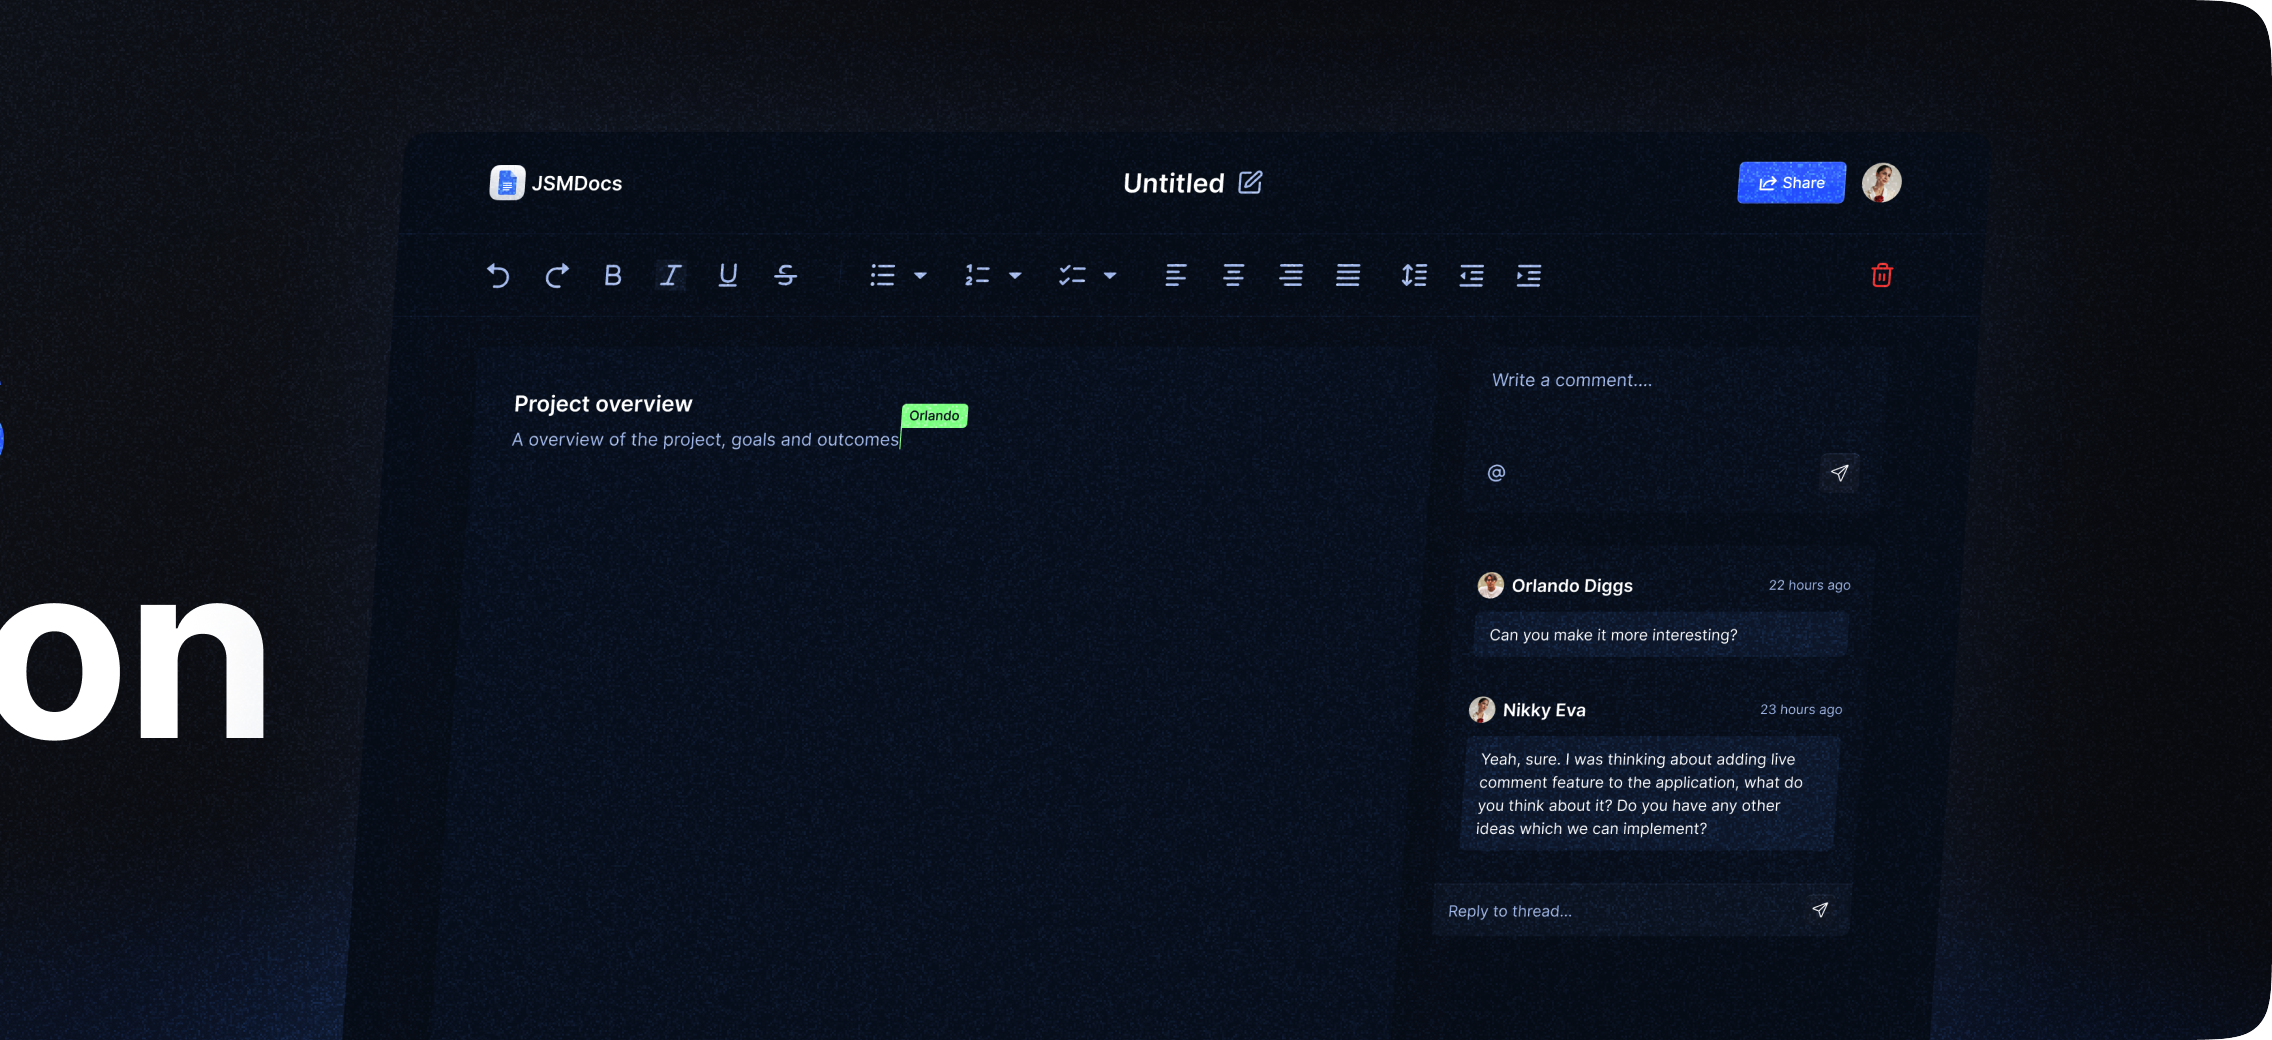 on
JSMDocs
Untitled
Share
Project overview
Orlando
A overview of the project, goals and outcomes
Write a comment....
@
Orlando Diggs
22 hours ago
Can you make it more interesting?
Nikky Eva
23 hours ago
Yeah, sure. I was thinking about adding live
comment feature to the application, what do
you think about it? Do you have any other
ideas which we can implement?
Reply to thread...